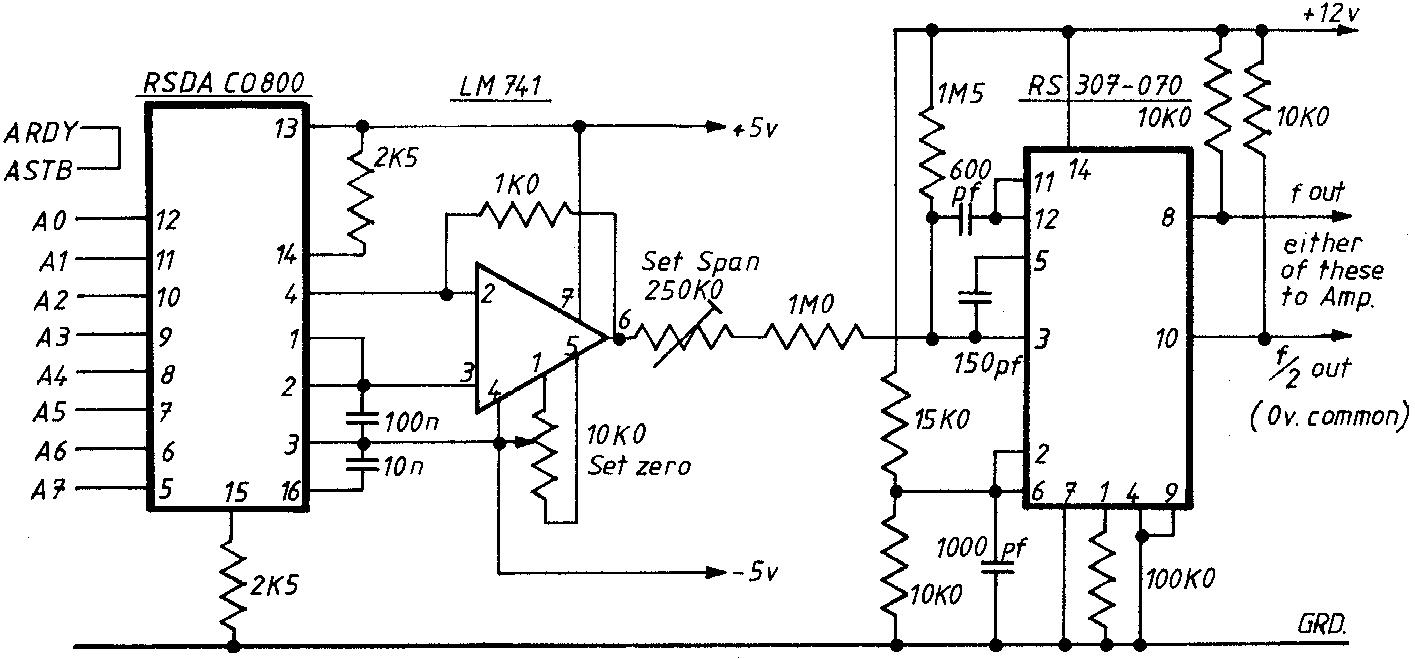 +12v
RSDA CO800
LM 741
RS 307-070
1M5
10K0
10K0
ARDY
ASTB
13
+5v
2K5
1K0
600
pf
11
14
12
A0
12
8
f out
A1
11
14
5
either
of these
to Amp.
Set Span
250K0
A2
10
4
2
7
1M0
A3
9
1
6
5
3
10
150pf
A4
8
2
3
1
4
f/2 out
A5
7
100n
15K0
(0v. common)
A6
6
3
10K0
Set zero
2
A7
5
15
16
10n
6
7
1
4
9
1000 pf
2K5
-5v
10K0
100K0
GRD.